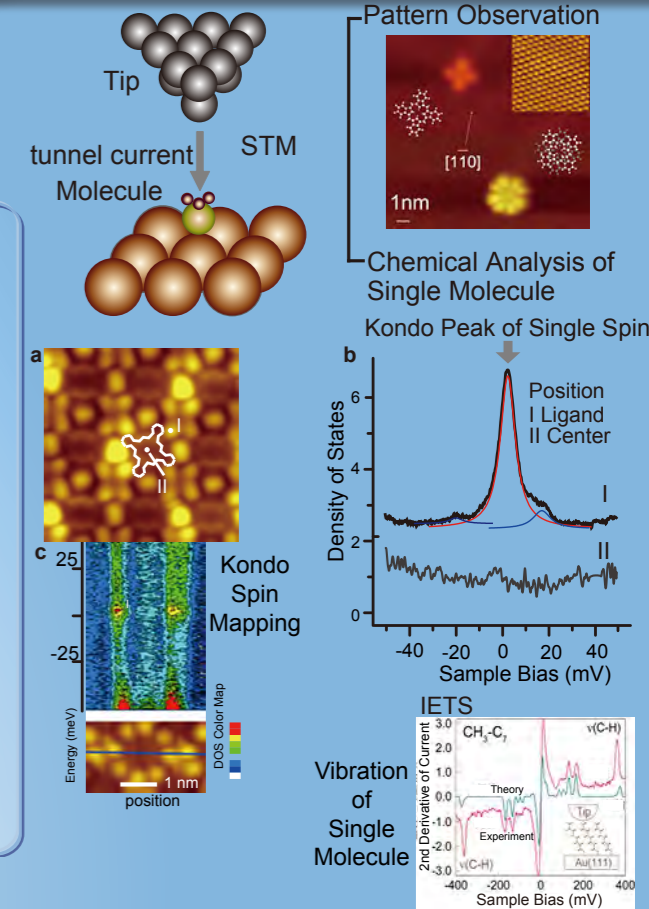 Tip
tunnel current
STM
Molecule
Pattern Observation
[1̅10]
1nm
Chemical Analysis of
Single Molecule
Kondo Peak of Single Spin
a
I
II
b
6
4
2
0
Density of States
Position
I Ligand
II Center
I
II
-40 -20 0 20 40
Sample Bias (mV)
c
25
-25
Energy (meV)
Kondo
Spin
Mapping
DOS Color Map
1 nm
position
Vibration
of
Single
Molecule
IETS
2nd Derivative of Current
3.0
2.0
1.0
0.0
-1.0
-2.0
-3.0
CH3-C7
ν(C-H)
Theory
Experiment
ν(C-H)
Tip
Au(111)
-400 -200 0 200 400
Sample Bias (mV)